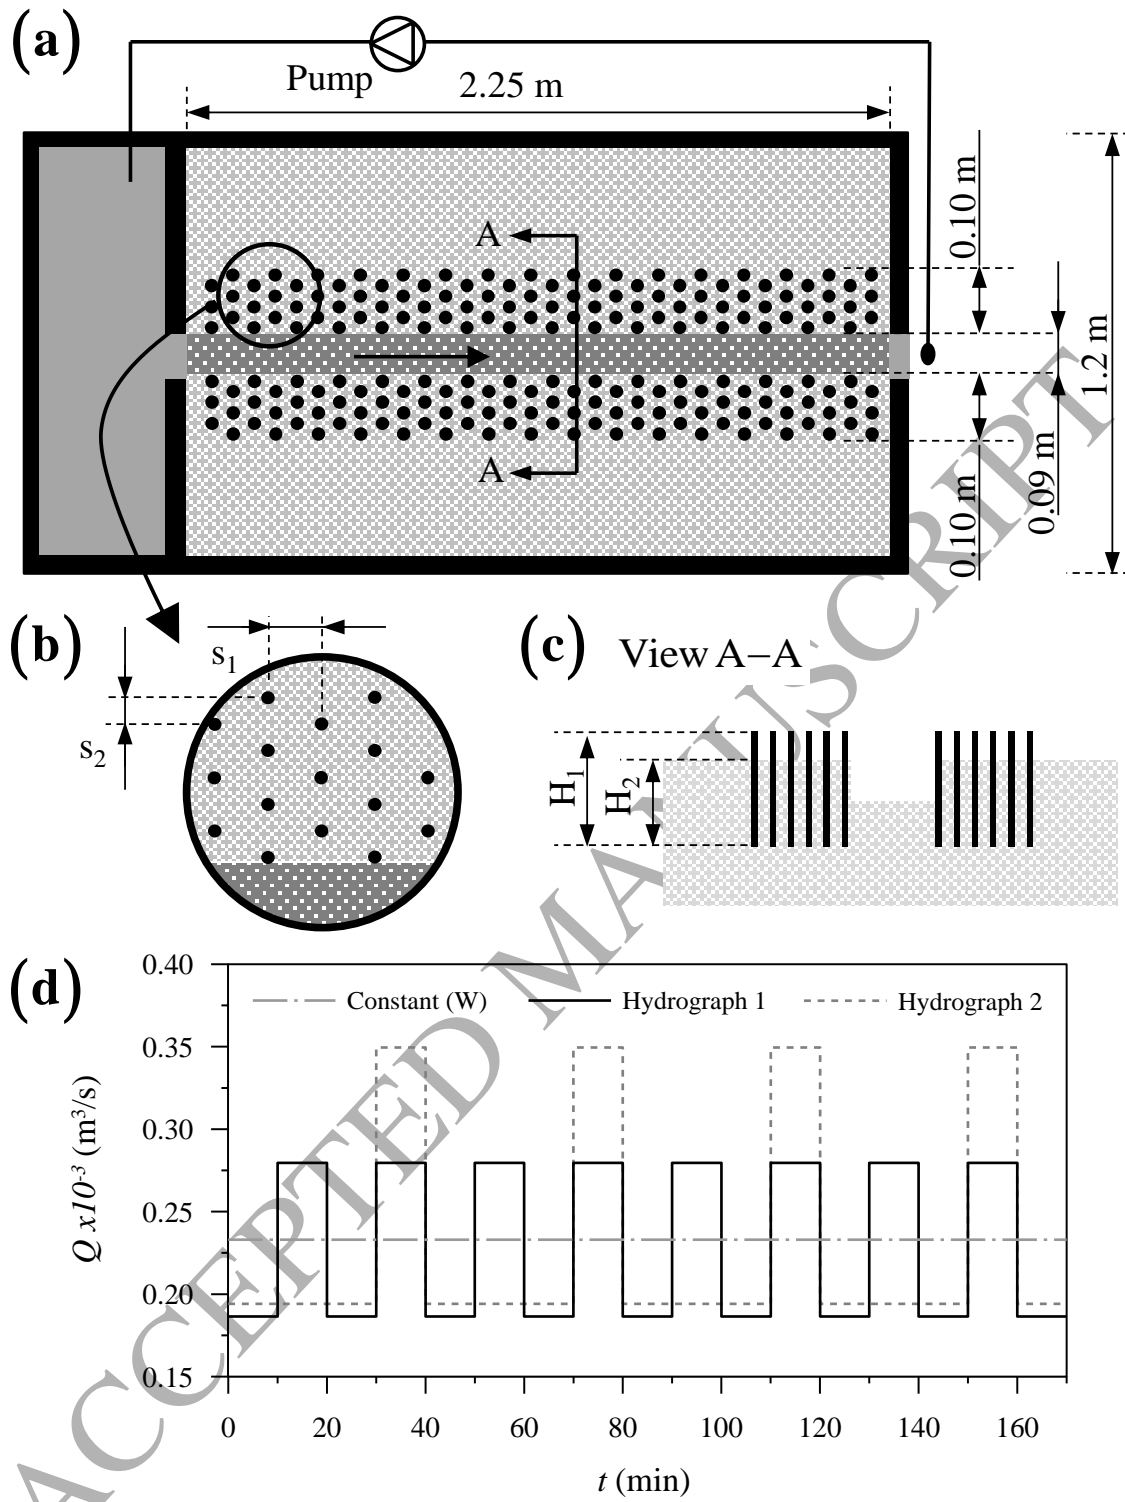 (a)
Pump
2.25 m
A
A
0.10 m
0.10 m
0.09 m
1.2 m
(b)
s1
s2
(c) View A–A
H1
H2
(d)
Constant (W) Hydrograph 1 Hydrograph 2
Q x10⁻³ (m³/s)
0.40
0.35
0.30
0.25
0.20
0.15
0 20 40 60 80 100 120 140 160
t (min)
ACCEPTED MANUSCRIPT